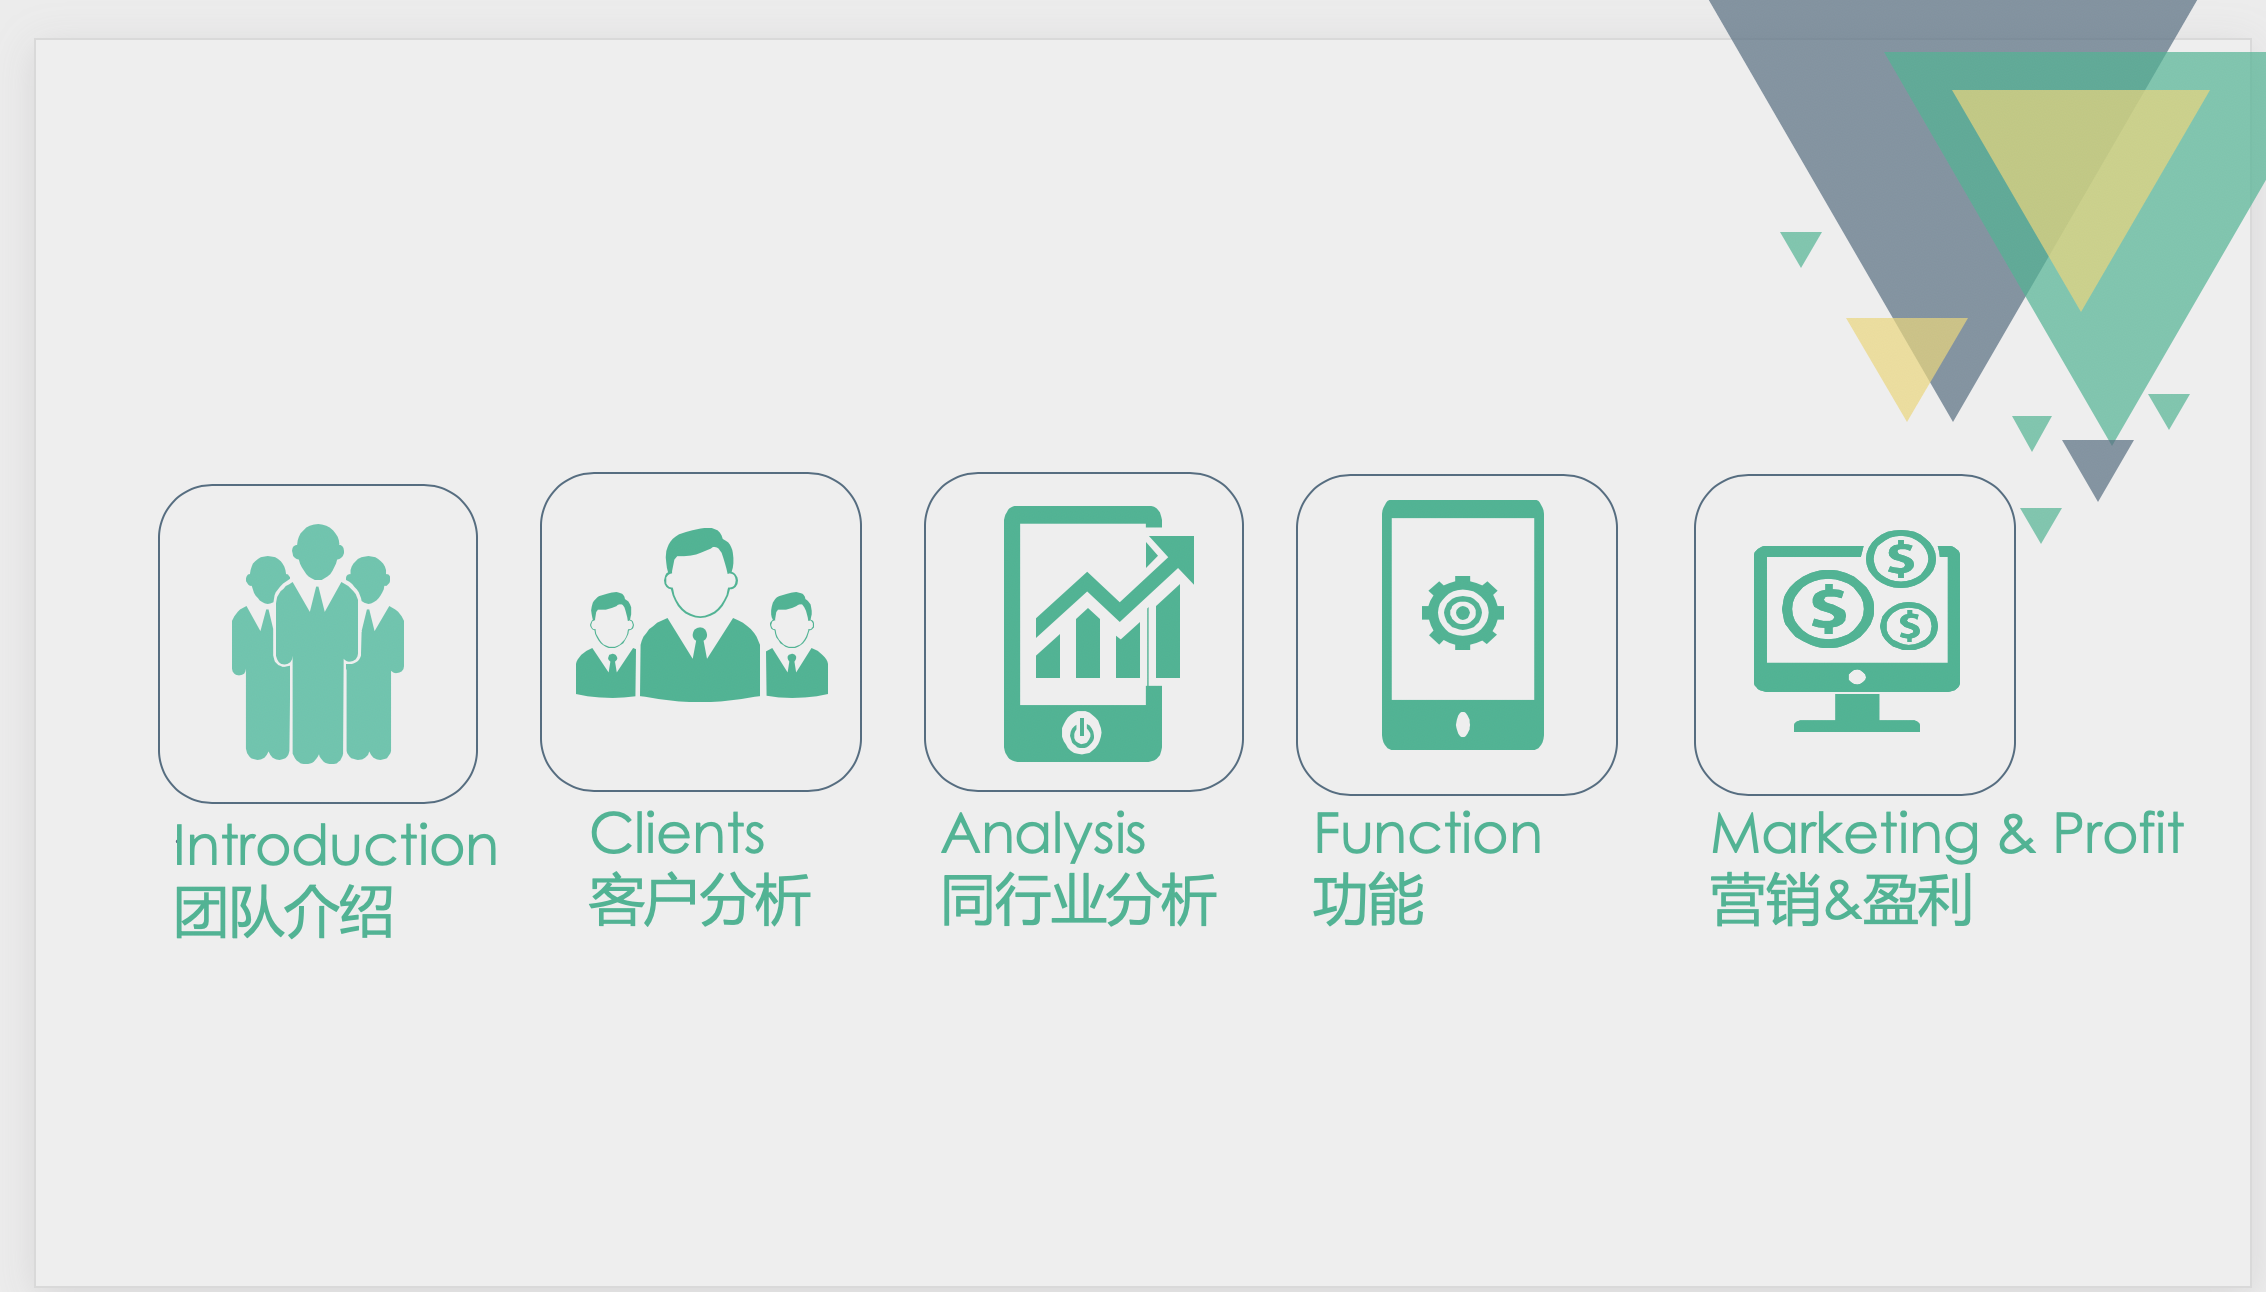 Introduction
团队介绍
Clients
客户分析
Analysis
同行业分析
Function
功能
Marketing & Profit
营销&盈利